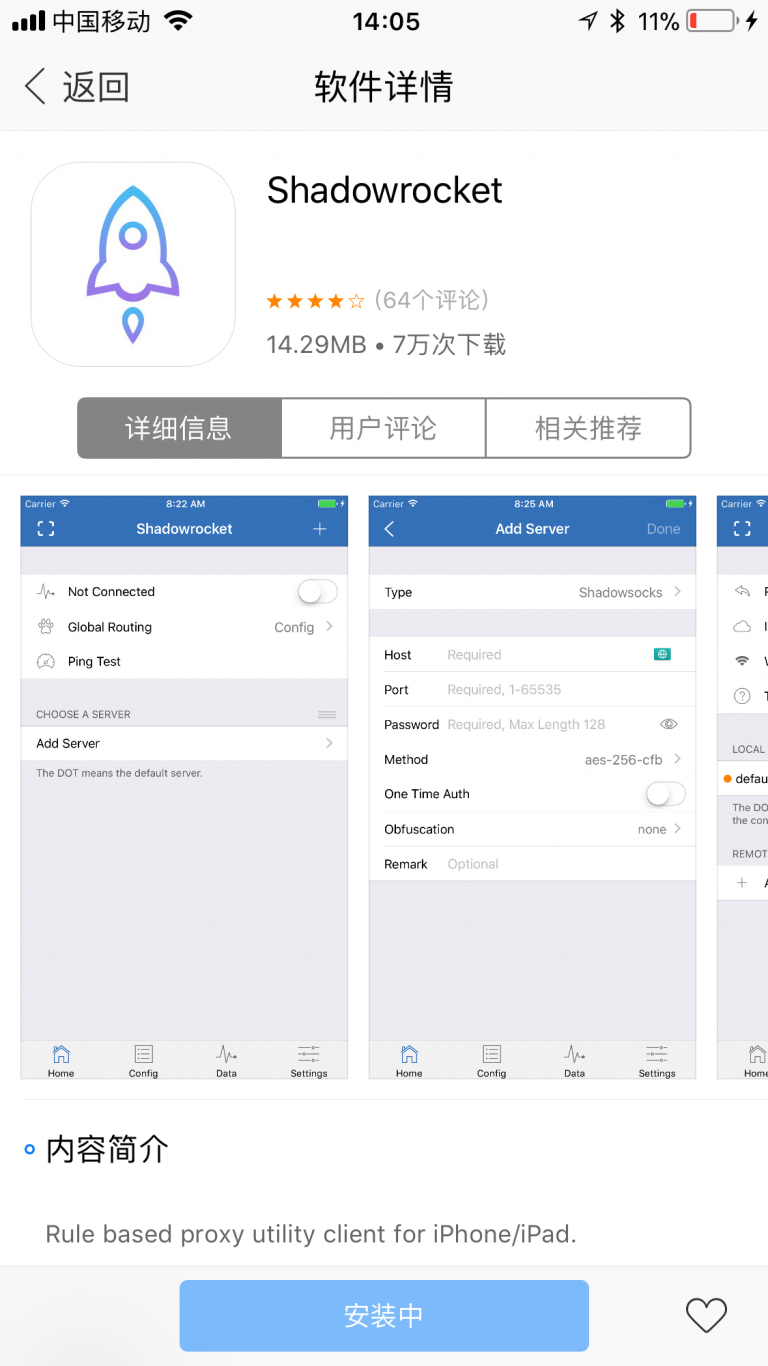 中国移动 14:05 11%
返回 软件详情
Shadowrocket
★★★★☆ (64个评论)
14.29MB • 7万次下载
详细信息 用户评论 相关推荐
Carrier 8:22 AM
Shadowrocket
Not Connected
Global Routing Config
Ping Test
CHOOSE A SERVER
Add Server
The DOT means the default server.
Home Config Data Settings
Carrier 8:25 AM
Add Server Done
Type Shadowsocks
Host Required
Port Required, 1-65535
Password Required, Max Length 128
Method aes-256-cfb
One Time Auth
Obfuscation none
Remark Optional
Home Config Data Settings
Carrier
LOCAL
defau
The DO
the con
REMOT
Home
内容简介
Rule based proxy utility client for iPhone/iPad.
安装中